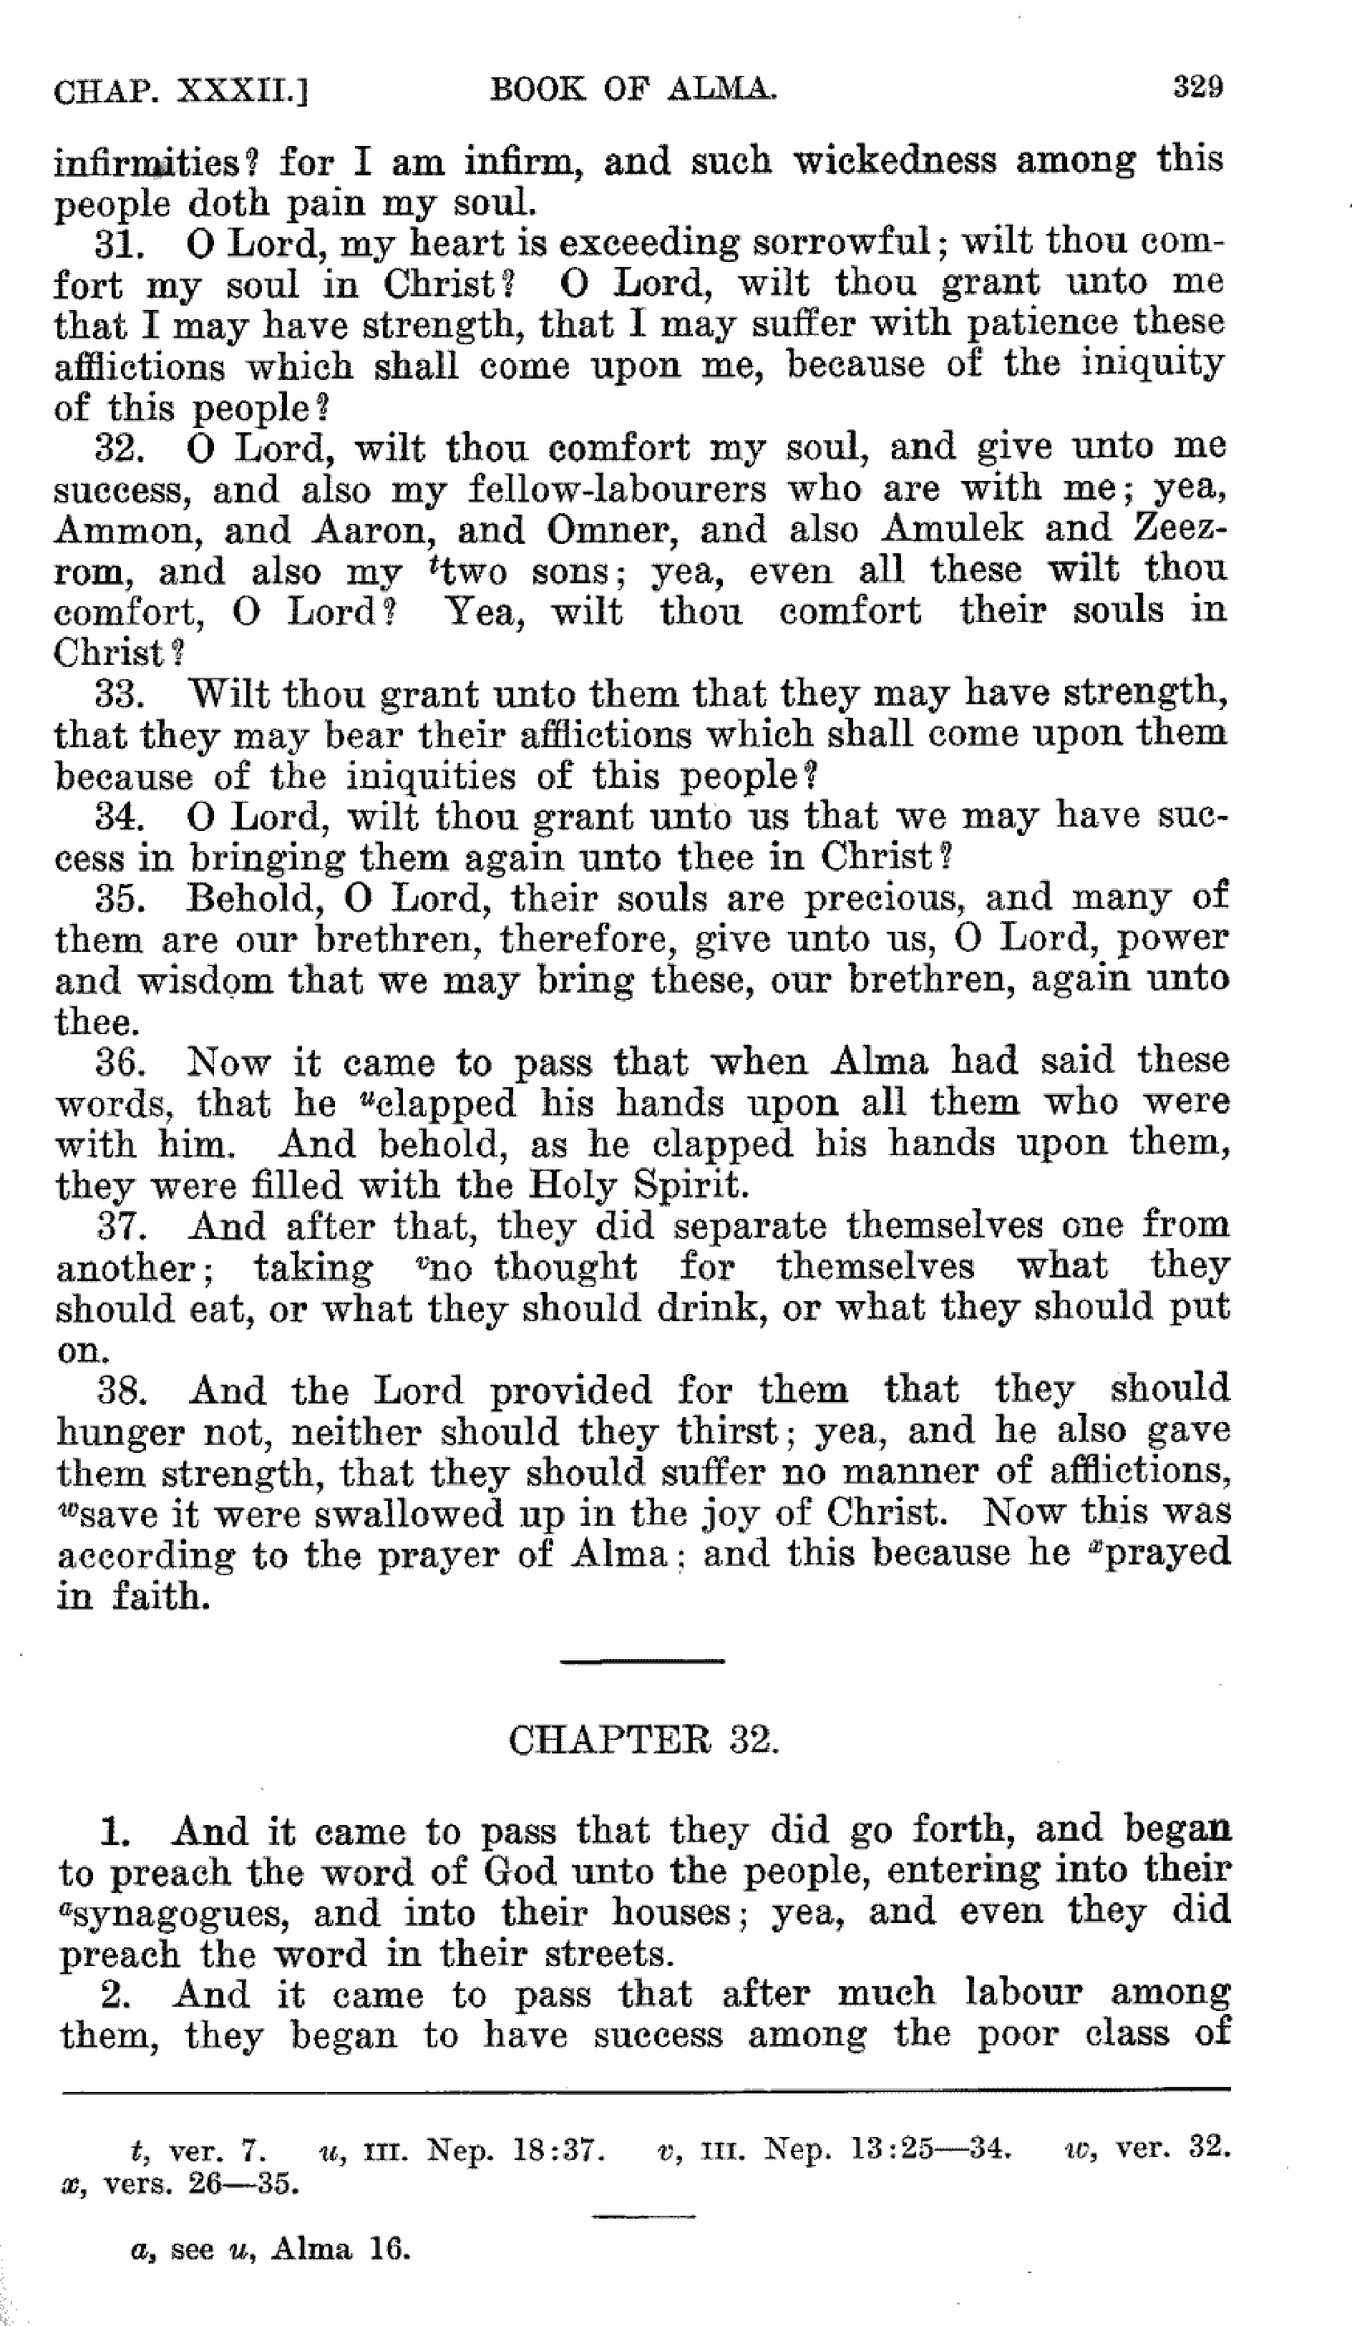 CHAP. XXXII.] BOOK OF ALMA. 329
infirmities? for I am infirm, and such wickedness among this
people doth pain my soul.
31. O Lord, my heart is exceeding sorrowful; wilt thou com-
fort my soul in Christ? O Lord, wilt thou grant unto me
that I may have strength, that I may suffer with patience these
afflictions which shall come upon me, because of the iniquity
of this people?
32. O Lord, wilt thou comfort my soul, and give unto me
success, and also my fellow-labourers who are with me; yea,
Ammon, and Aaron, and Omner, and also Amulek and Zeez-
rom, and also my ᵗtwo sons; yea, even all these wilt thou
comfort, O Lord? Yea, wilt thou comfort their souls in
Christ?
33. Wilt thou grant unto them that they may have strength,
that they may bear their afflictions which shall come upon them
because of the iniquities of this people?
34. O Lord, wilt thou grant unto us that we may have suc-
cess in bringing them again unto thee in Christ?
35. Behold, O Lord, their souls are precious, and many of
them are our brethren, therefore, give unto us, O Lord, power
and wisdom that we may bring these, our brethren, again unto
thee.
36. Now it came to pass that when Alma had said these
words, that he ᵘclapped his hands upon all them who were
with him. And behold, as he clapped his hands upon them,
they were filled with the Holy Spirit.
37. And after that, they did separate themselves one from
another; taking ᵛno thought for themselves what they
should eat, or what they should drink, or what they should put
on.
38. And the Lord provided for them that they should
hunger not, neither should they thirst; yea, and he also gave
them strength, that they should suffer no manner of afflictions,
ʷsave it were swallowed up in the joy of Christ. Now this was
according to the prayer of Alma; and this because he ˣprayed
in faith.
CHAPTER 32.
1. And it came to pass that they did go forth, and began
to preach the word of God unto the people, entering into their
ᵃsynagogues, and into their houses; yea, and even they did
preach the word in their streets.
2. And it came to pass that after much labour among
them, they began to have success among the poor class of
t, ver. 7. u, III. Nep. 18:37. v, III. Nep. 13:25—34. w, ver. 32.
x, vers. 26—35.
a, see u, Alma 16.